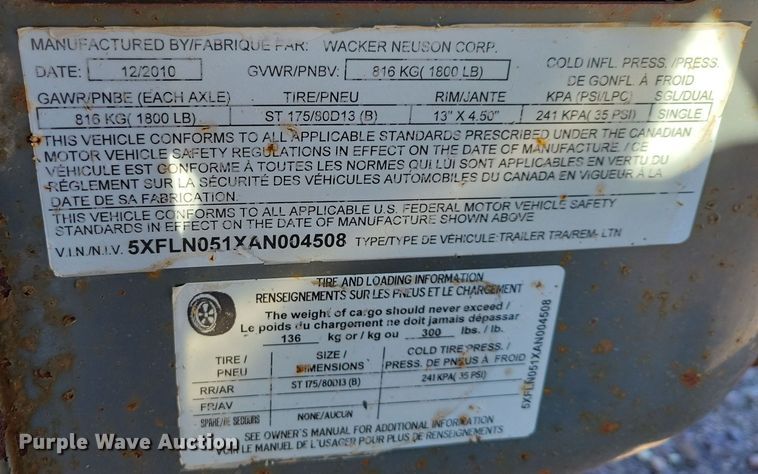 MANUFACTURED BY/FABRIQUE PAR: WACKER NEUSON CORP.
DATE: 12/2010 GVWR/PNBV: 816 KG( 1800 LB) COLD INFL. PRESS. /PRESS. DE GONFL. À FROID
GAWR/PNBE (EACH AXLE) TIRE/PNEU RIM/JANTE KPA (PSI/LPC) SGL/DUAL
816 KG( 1800 LB) ST 175/80D13 (B) 13" X 4.50" 241 KPA( 35 PSI) SINGLE
THIS VEHICLE CONFORMS TO ALL APPLICABLE STANDARDS PRESCRIBED UNDER THE CANADIAN
MOTOR VEHICLE SAFETY REGULATIONS IN EFFECT ON THE DATE OF MANUFACTURE / CE
VÉHICULE EST CONFORME À TOUTES LES NORMES QUI LUI SONT APPLICABLES EN VERTU DU
RÈGLEMENT SUR LA SÉCURITÉ DES VÉHICULES AUTOMOBILES DU CANADA EN VIGUEUR À LA
DATE DE SA FABRICATION.
THIS VEHICLE CONFORMS TO ALL APPLICABLE U.S. FEDERAL MOTOR VEHICLE SAFETY
STANDARDS IN EFFECT ON THE DATE OF MANUFACTURE SHOWN ABOVE
V.I.N./N.I.V. 5XFLN051XAN004508 TYPE/TYPE DE VÉHICULE: TRAILER TRA/REM, LTN
TIRE AND LOADING INFORMATION
RENSEIGNEMENTS SUR LES PNEUS ET LE CHARGEMENT
The weight of cargo should never exceed /
Le poids du chargement ne doit jamais dépassar
136 kg or / kg ou 300 lbs. / lb.
TIRE / PNEU SIZE / DIMENSIONS COLD TIRE PRESS. / PRESS. DE PNEUS À FROID
RR/AR ST 175/80D13 (B) 241 KPA( 35 PSI)
FR/AV
SPARE/DE SECOURS NONE/AUCUN
SEE OWNER'S MANUAL FOR ADDITIONAL INFORMATION
VOIR LE MANUEL DE L'USAGER POUR PLUS DE RENSEIGNEMENTS
5XFLN051XAN004508
Purple Wave Auction